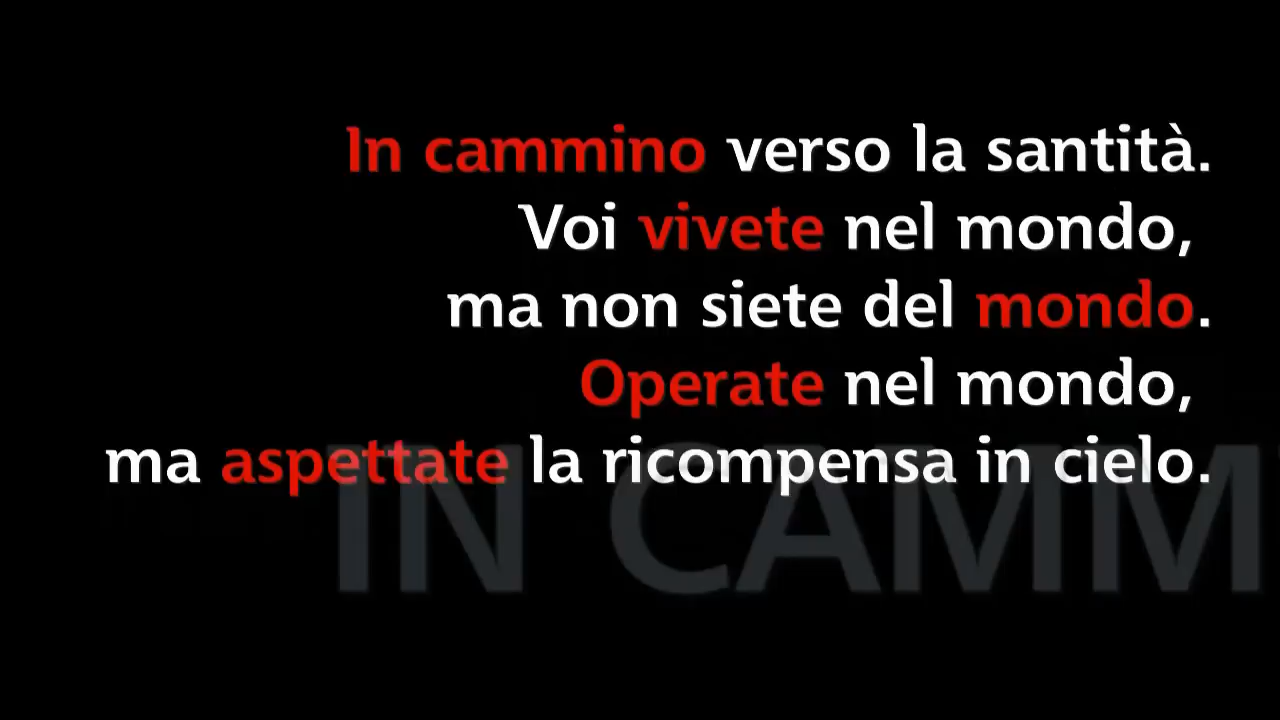 In cammino verso la santità.
Voi vivete nel mondo,
ma non siete del mondo.
Operate nel mondo,
ma aspettate la ricompensa in cielo.
IN CAMM